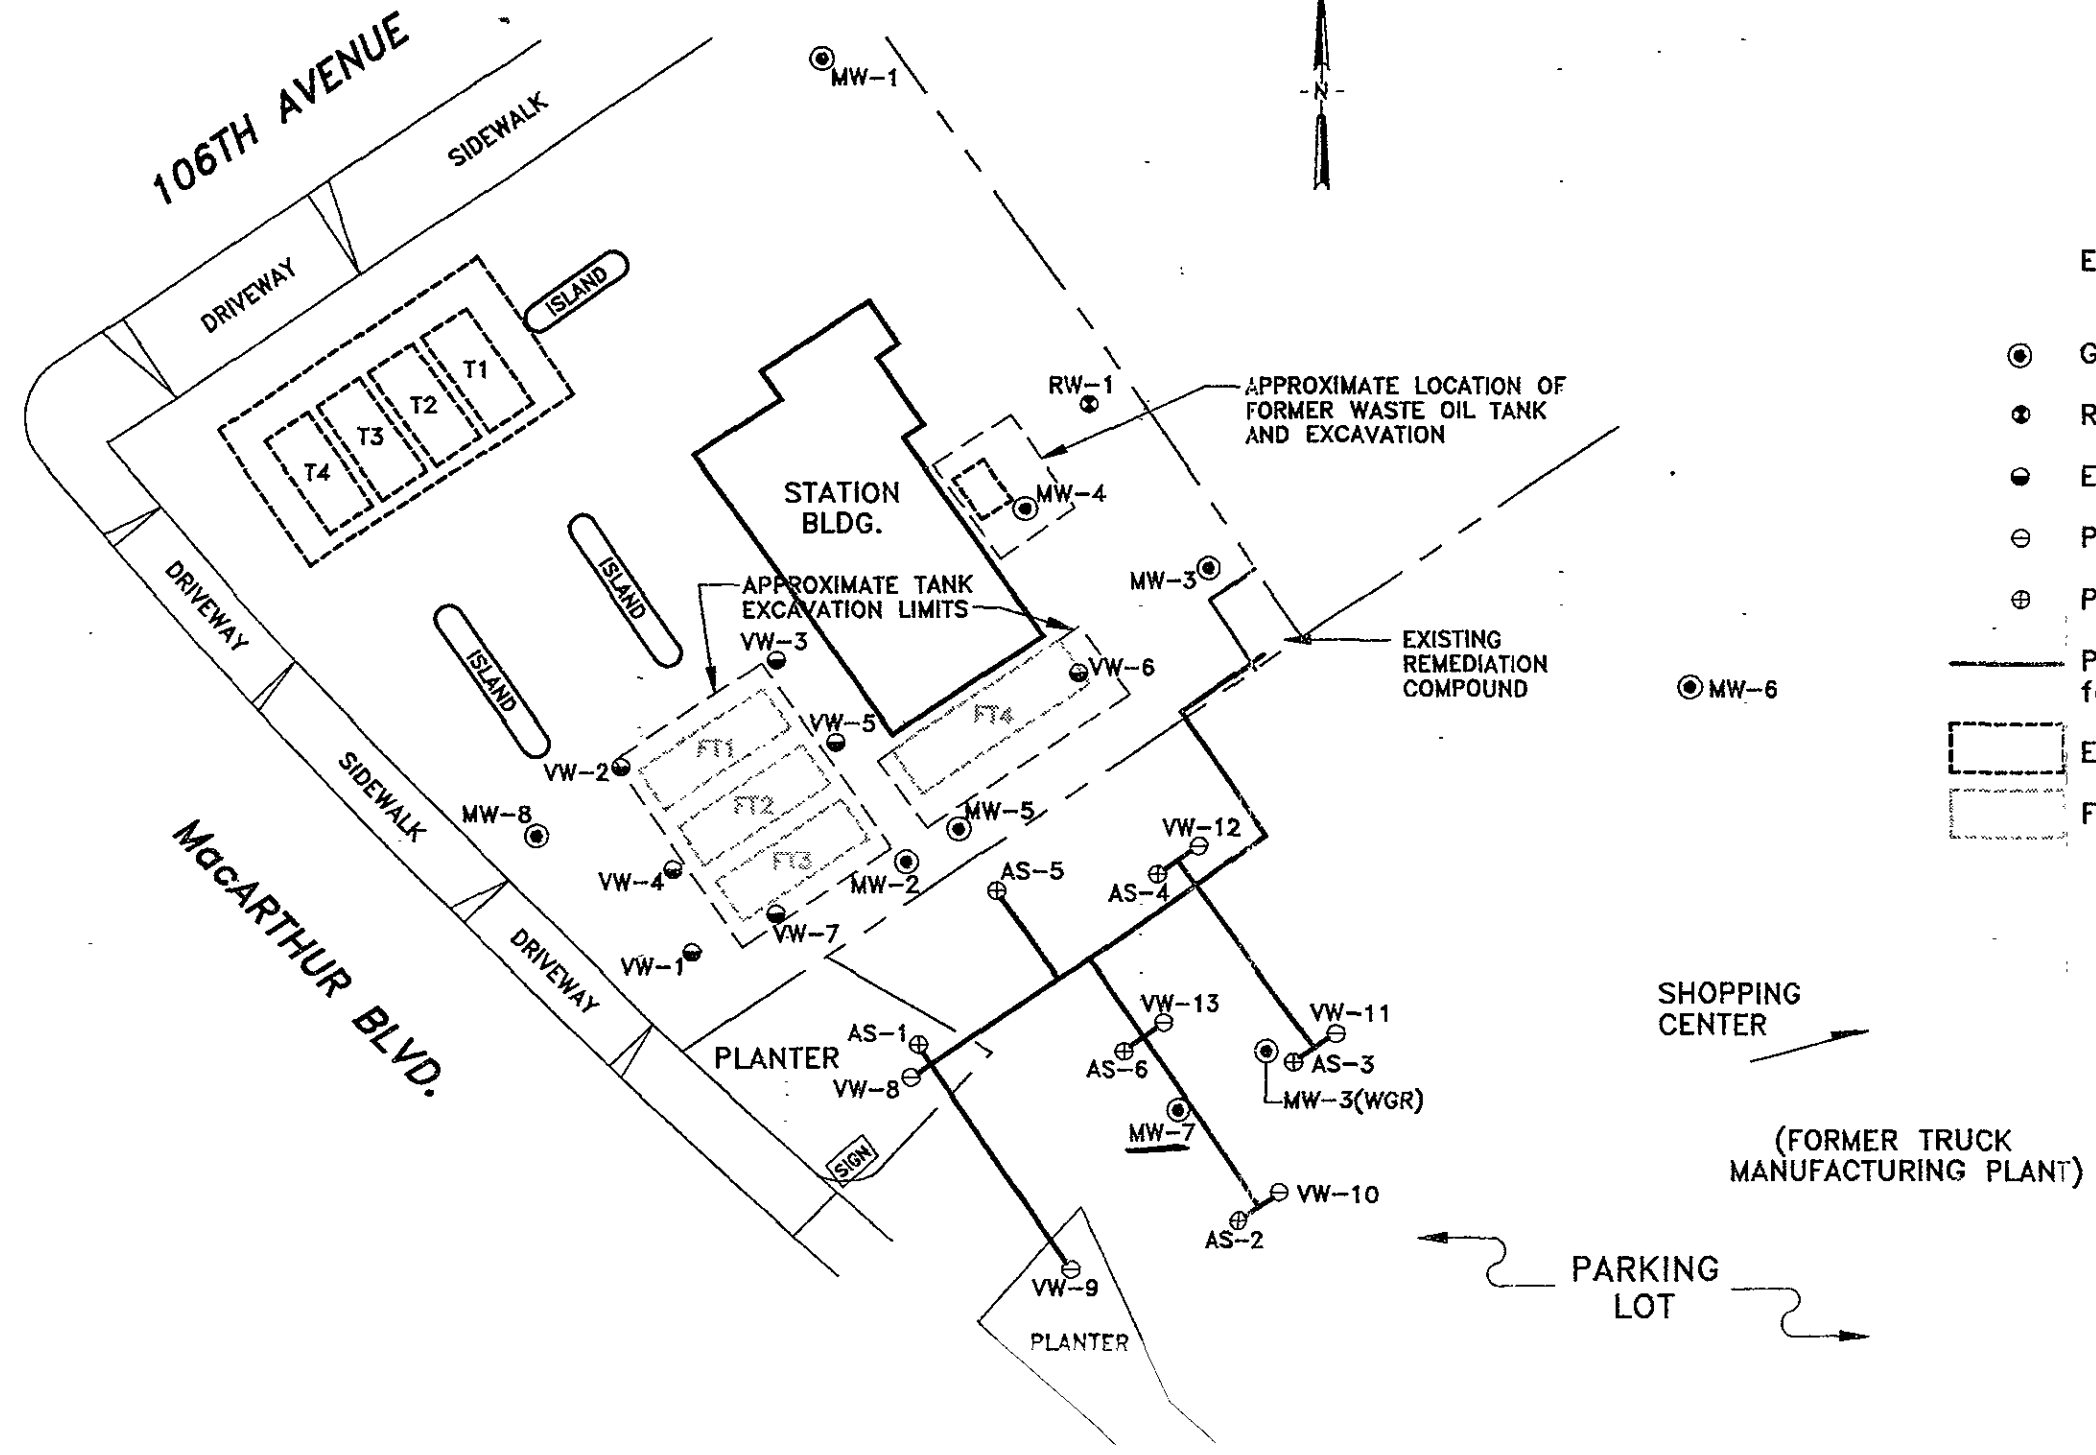 106TH AVENUE
SIDEWALK
MW-1
-N-
DRIVEWAY
ISLAND
E
T1
T2
T3
T4
G
RW-1
APPROXIMATE LOCATION OF
FORMER WASTE OIL TANK
AND EXCAVATION
R
STATION
BLDG.
MW-4
E
P
DRIVEWAY
ISLAND
APPROXIMATE TANK
EXCAVATION LIMITS
MW-3
P
ISLAND
VW-3
VW-6
EXISTING
REMEDIATION
COMPOUND
MW-6
P
f
VW-5
FT4
FT1
VW-2
E
SIDEWALK
MW-8
FT2
MW-5
VW-12
F
MacARTHUR BLVD.
VW-4
FT3
MW-2
AS-5
AS-4
VW-7
VW-1
DRIVEWAY
SHOPPING
CENTER
PLANTER
AS-1
VW-8
VW-13
AS-6
VW-11
AS-3
MW-3(WGR)
MW-7
(FORMER TRUCK
MANUFACTURING PLANT)
SIGN
VW-10
AS-2
PARKING
LOT
VW-9
PLANTER